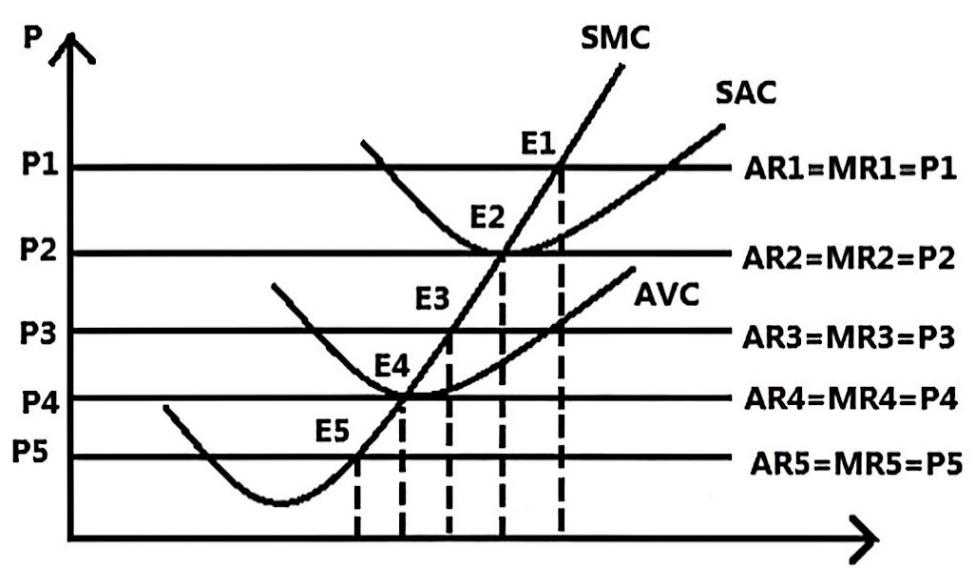 P
SMC
SAC
E1
P1
AR1=MR1=P1
E2
P2
AR2=MR2=P2
E3
AVC
P3
AR3=MR3=P3
E4
P4
AR4=MR4=P4
E5
P5
AR5=MR5=P5